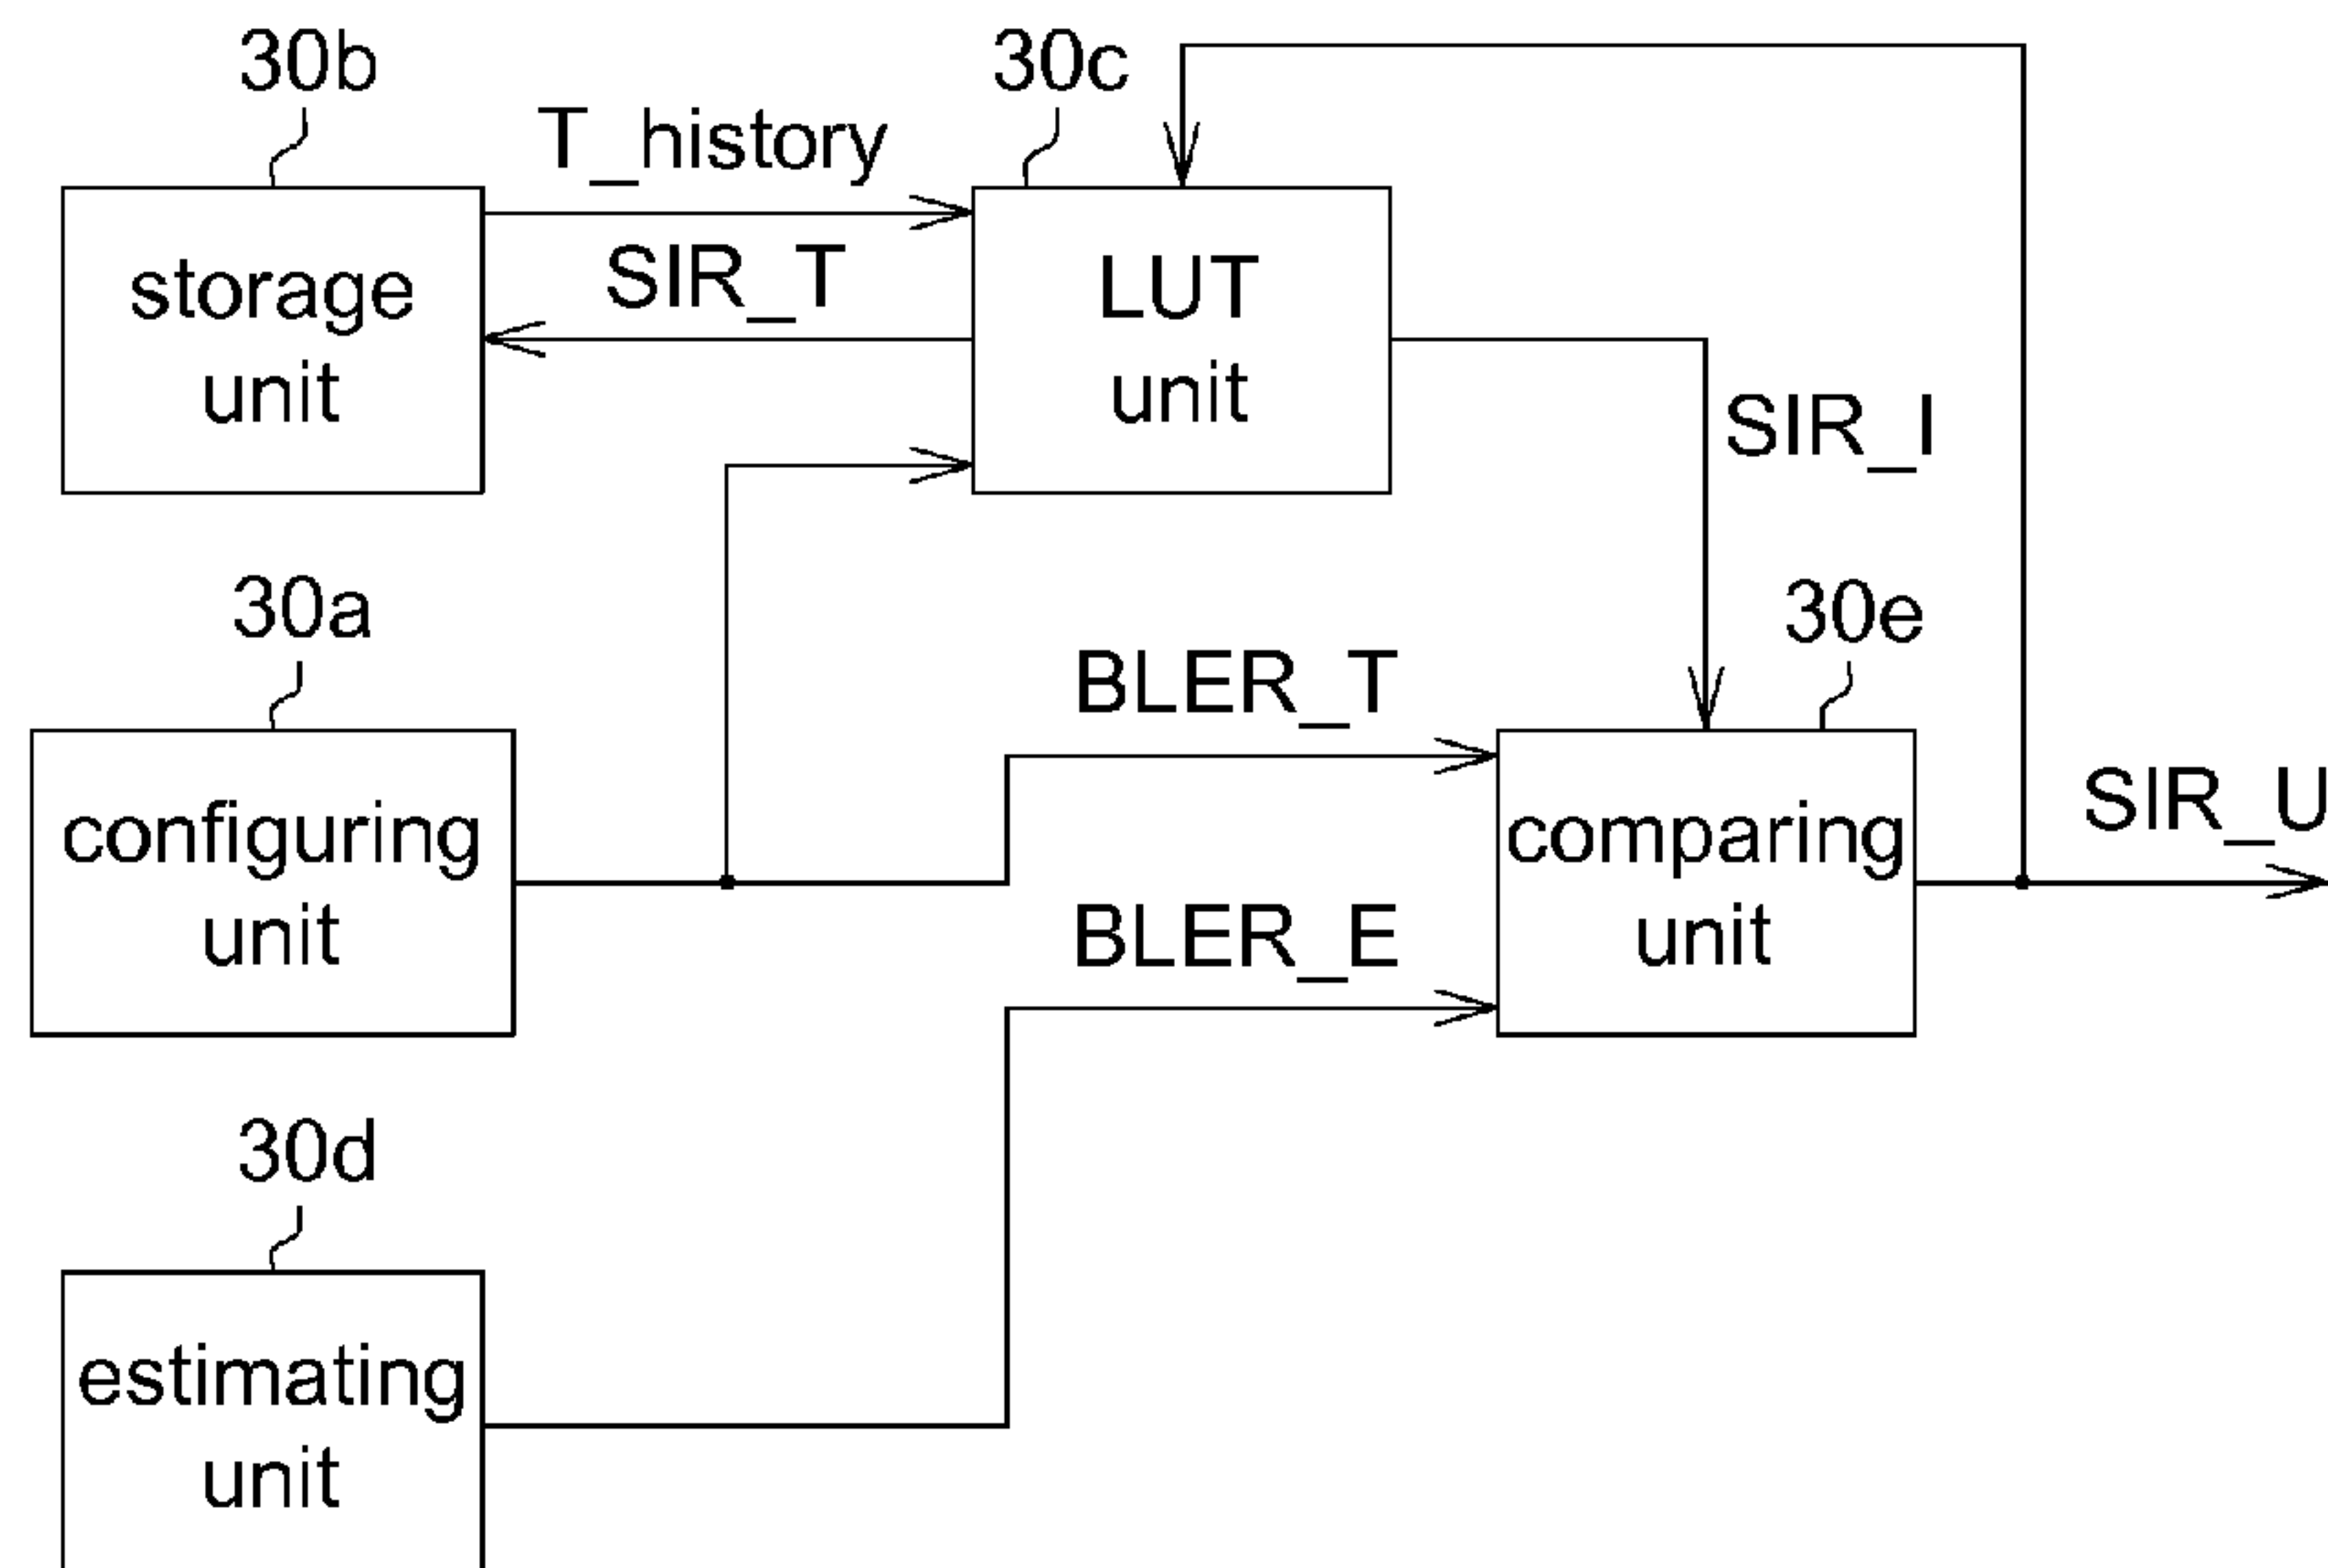 30b
30c
T_history
storage
unit
SIR_T
LUT
unit
SIR_I
30a
30e
BLER_T
configuring
unit
comparing
unit
SIR_U
BLER_E
30d
estimating
unit